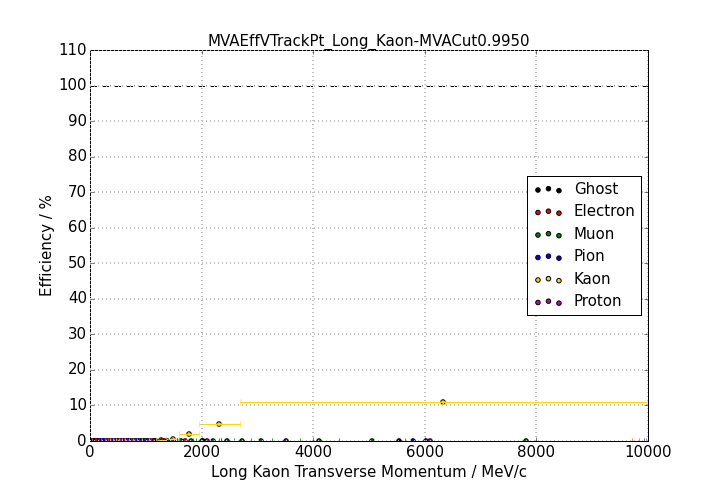 MVAEffVTrackPt_Long_Kaon-MVACut0.9950
110
100
90
80
70
60
50
40
30
20
10
0
Efficiency / %
Ghost
Electron
Muon
Pion
Kaon
Proton
0 2000 4000 6000 8000 10000
Long Kaon Transverse Momentum / MeV/c